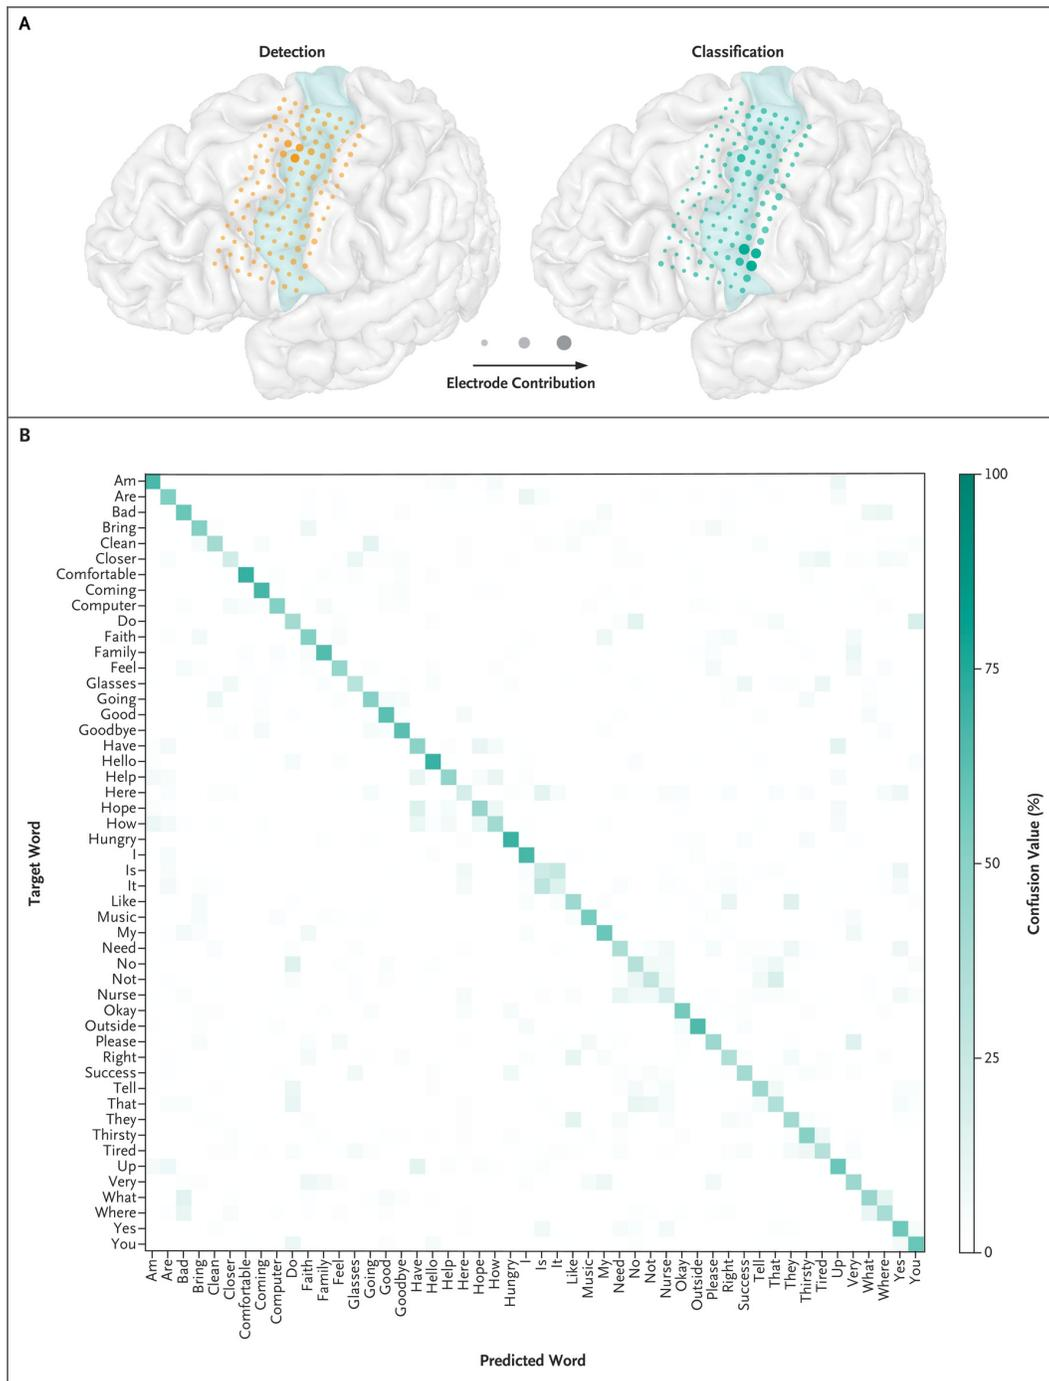 A
Detection
Classification
Electrode Contribution
B
Target Word
Am
Are
Bad
Bring
Clean
Closer
Comfortable
Coming
Computer
Do
Faith
Family
Feel
Glasses
Going
Good
Goodbye
Have
Hello
Help
Here
Hope
How
Hungry
I
Is
It
Like
Music
My
Need
No
Not
Nurse
Okay
Outside
Please
Right
Success
Tell
That
They
Thirsty
Tired
Up
Very
What
Where
Yes
You
100
75
50
25
0
Confusion Value (%)
Am
Are
Bad
Bring
Clean
Closer
Comfortable
Coming
Computer
Do
Faith
Family
Feel
Glasses
Going
Good
Goodbye
Have
Hello
Help
Here
Hope
How
Hungry
I
Is
It
Like
Music
My
Need
No
Not
Nurse
Okay
Outside
Please
Right
Success
Tell
That
They
Thirsty
Tired
Up
Very
What
Where
Yes
You
Predicted Word